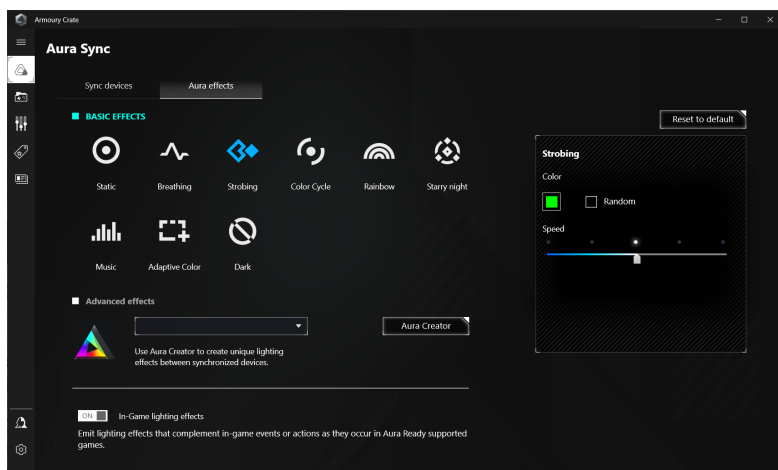 Armoury Crate
Aura Sync
Sync devices
Aura effects
BASIC EFFECTS
Static
Breathing
Strobing
Color Cycle
Rainbow
Starry night
Music
Adaptive Color
Dark
Advanced effects
Aura Creator
Use Aura Creator to create unique lighting
effects between synchronized devices.
ON
In-Game lighting effects
Emit lighting effects that complement in-game events or actions as they occur in Aura Ready supported
games.
Reset to default
Strobing
Color
Random
Speed